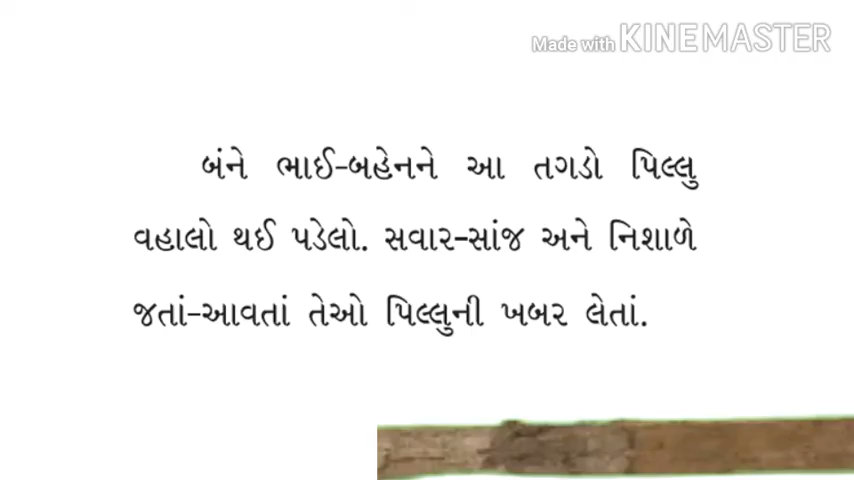 Made with KINEMASTER
બંને ભાઈ-બહેનને આ તગડો પિલ્લુ
વહાલો થઈ પડેલો. સવાર-સાંજ અને નિશાળે
જતાં-આવતાં તેઓ પિલ્લુની ખબર લેતાં.